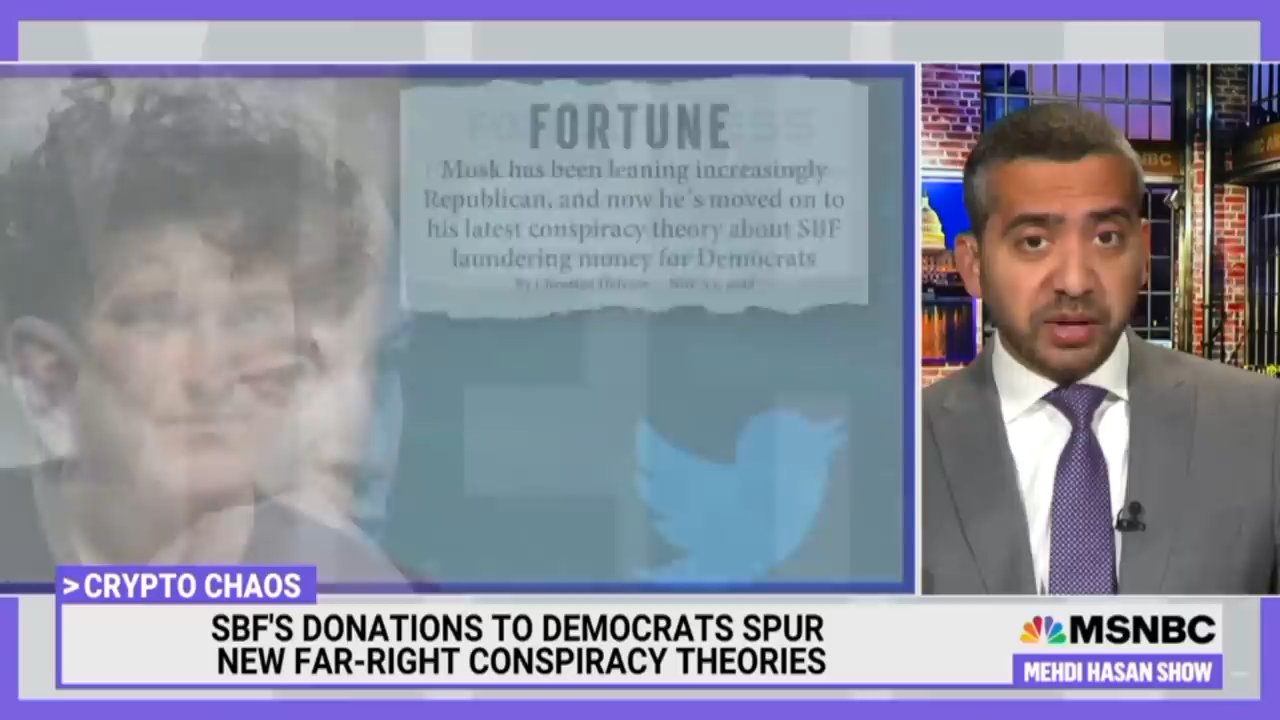 FORTUNE
Musk has been leaning increasingly
Republican, and now he's moved on to
his latest conspiracy theory about SBF
laundering money for Democrats
>CRYPTO CHAOS
SBF'S DONATIONS TO DEMOCRATS SPUR
NEW FAR-RIGHT CONSPIRACY THEORIES
MSNBC
MEHDI HASAN SHOW